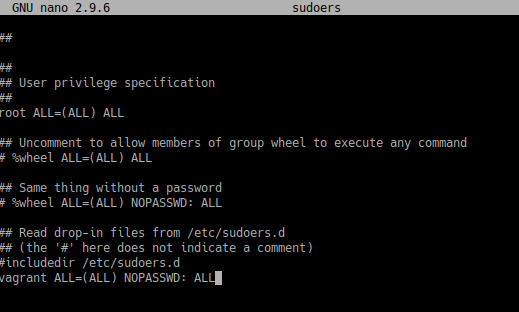 GNU nano 2.9.6 sudoers
##
##
## User privilege specification
##
root ALL=(ALL) ALL
## Uncomment to allow members of group wheel to execute any command
# %wheel ALL=(ALL) ALL
## Same thing without a password
# %wheel ALL=(ALL) NOPASSWD: ALL
## Read drop-in files from /etc/sudoers.d
## (the '#' here does not indicate a comment)
#includedir /etc/sudoers.d
vagrant ALL=(ALL) NOPASSWD: ALL